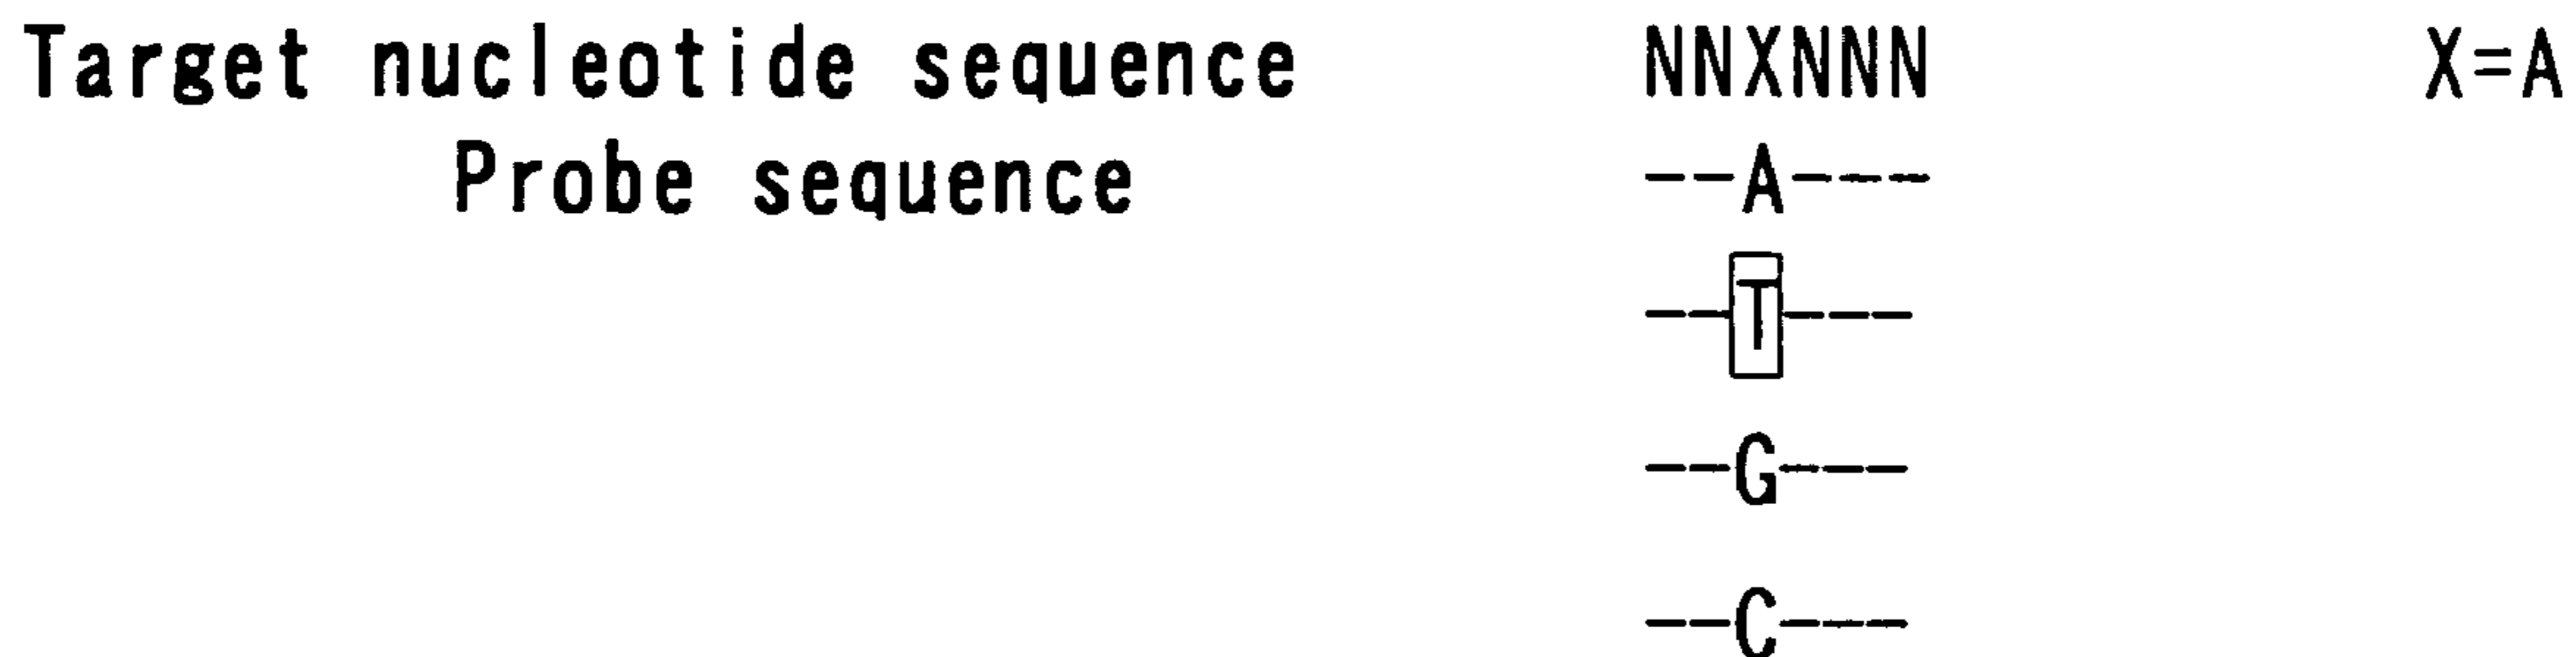 Target nucleotide sequence NNXNNN X=A
Probe sequence --A---
--T---
--G---
--C---